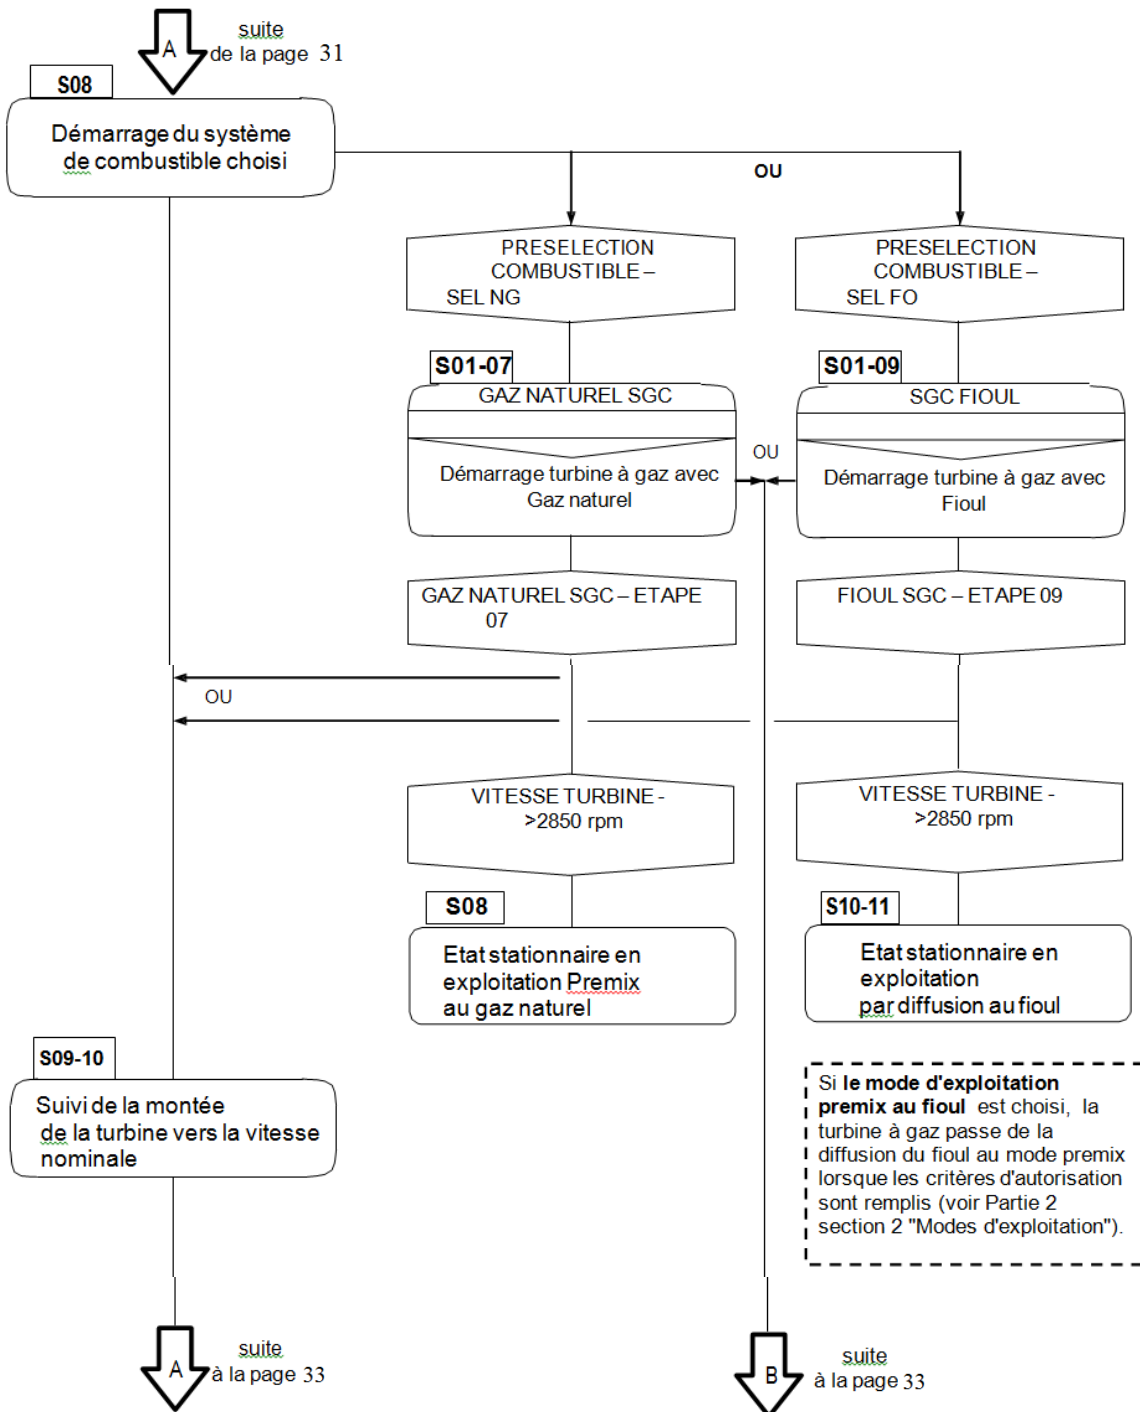 suite
A
de la page 31
S08
Démarrage du système
de combustible choisi
OU
PRESELECTION
COMBUSTIBLE –
SEL NG
PRESELECTION
COMBUSTIBLE –
SEL FO
S01-07
GAZ NATUREL SGC
Démarrage turbine à gaz avec
Gaz naturel
OU
S01-09
SGC FIOUL
Démarrage turbine à gaz avec
Fioul
GAZ NATUREL SGC – ETAPE
07
FIOUL SGC – ETAPE 09
OU
VITESSE TURBINE -
>2850 rpm
VITESSE TURBINE -
>2850 rpm
S08
Etat stationnaire en
exploitation Premix
au gaz naturel
S10-11
Etat stationnaire en
exploitation
par diffusion au fioul
S09-10
Suivi de la montée
de la turbine vers la vitesse
nominale
Si le mode d'exploitation
premix au fioul est choisi, la
turbine à gaz passe de la
diffusion du fioul au mode premix
lorsque les critères d'autorisation
sont remplis (voir Partie 2
section 2 "Modes d'exploitation").
A
suite
à la page 33
B
suite
à la page 33